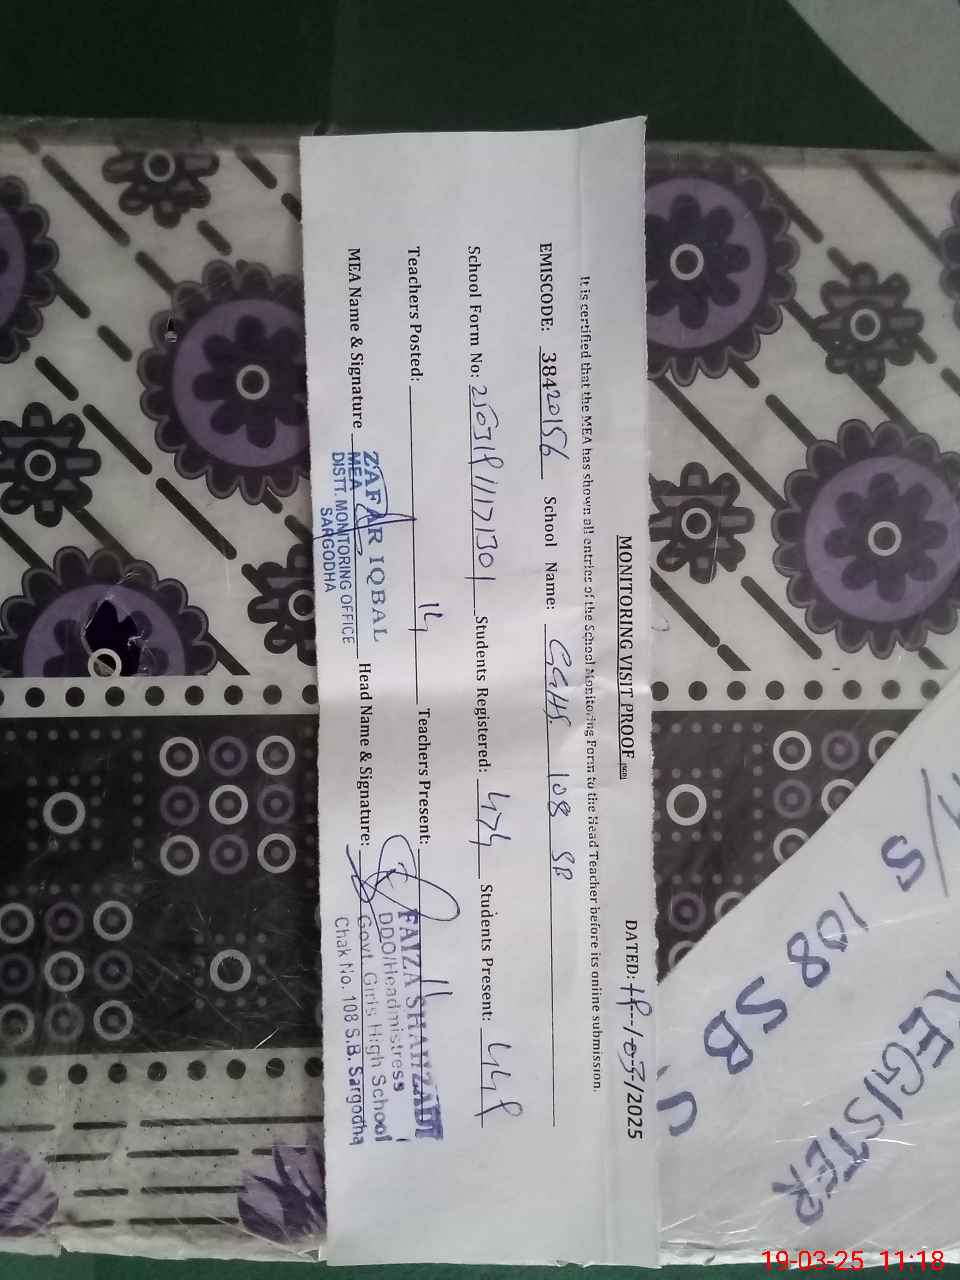 MONITORING VISIT PROOF
DATED: 19-/03-/2025
It is certified that the MEA has shown all entries of the School Monitoring Form to the Head Teacher before its online submission.
EMISCODE: 38420156 School Name: GGHS 108 SB
School Form No: Students Registered: 474 Students Present: 449
Teachers Posted: 14 Teachers Present: 11
MEA Name & Signature Head Name & Signature:
ZAFAR IQBAL
MEA
DISTT. MONITORING OFFICE
SARGODHA
FAIZA SHAHZADI
DDO/Headmistress
Govt. Girls High School
Chak No. 108 S.B. Sargodha
REGISTER
108 SB
19-03-25 11:18